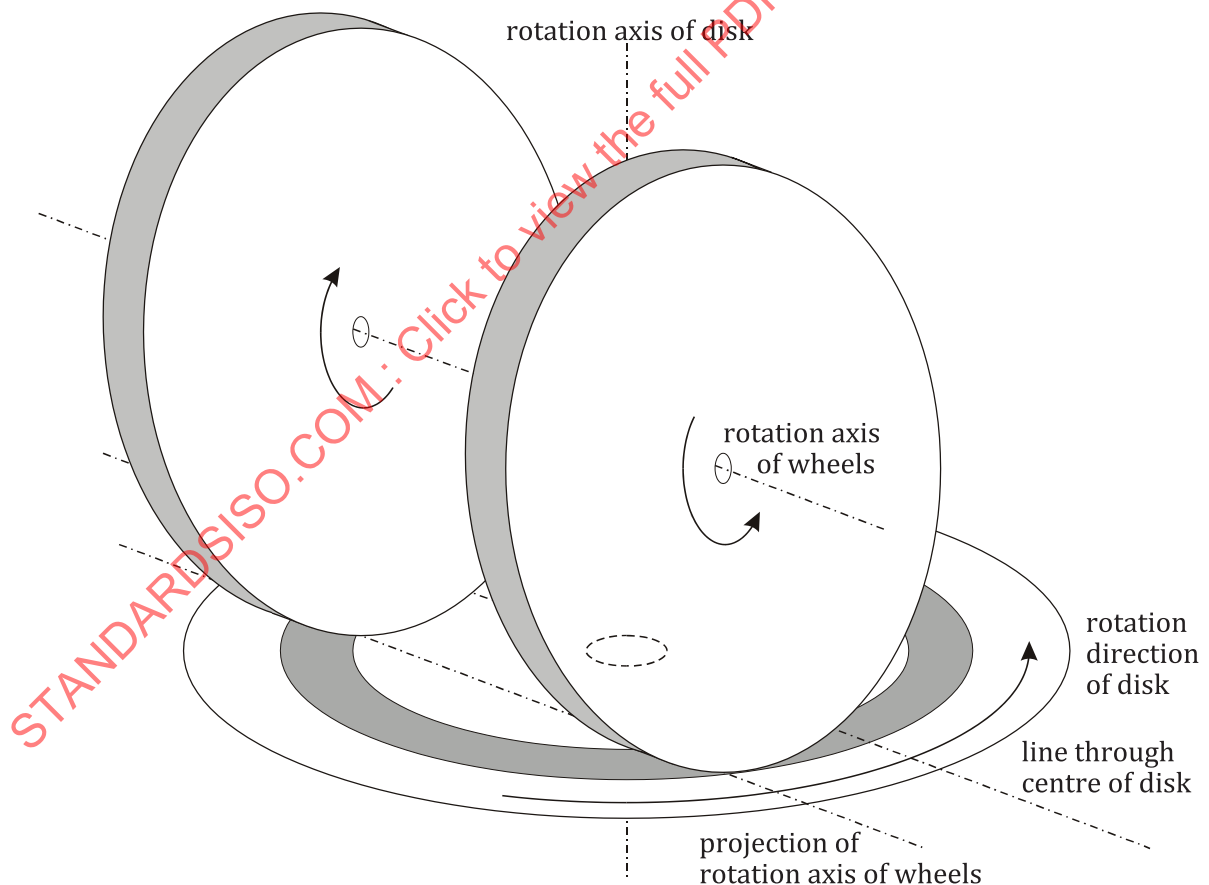 rotation axis of disk
STANDARDSISO.COM : Click to view the full PDF
rotation axis
of wheels
rotation
direction
of disk
line through
centre of disk
projection of
rotation axis of wheels